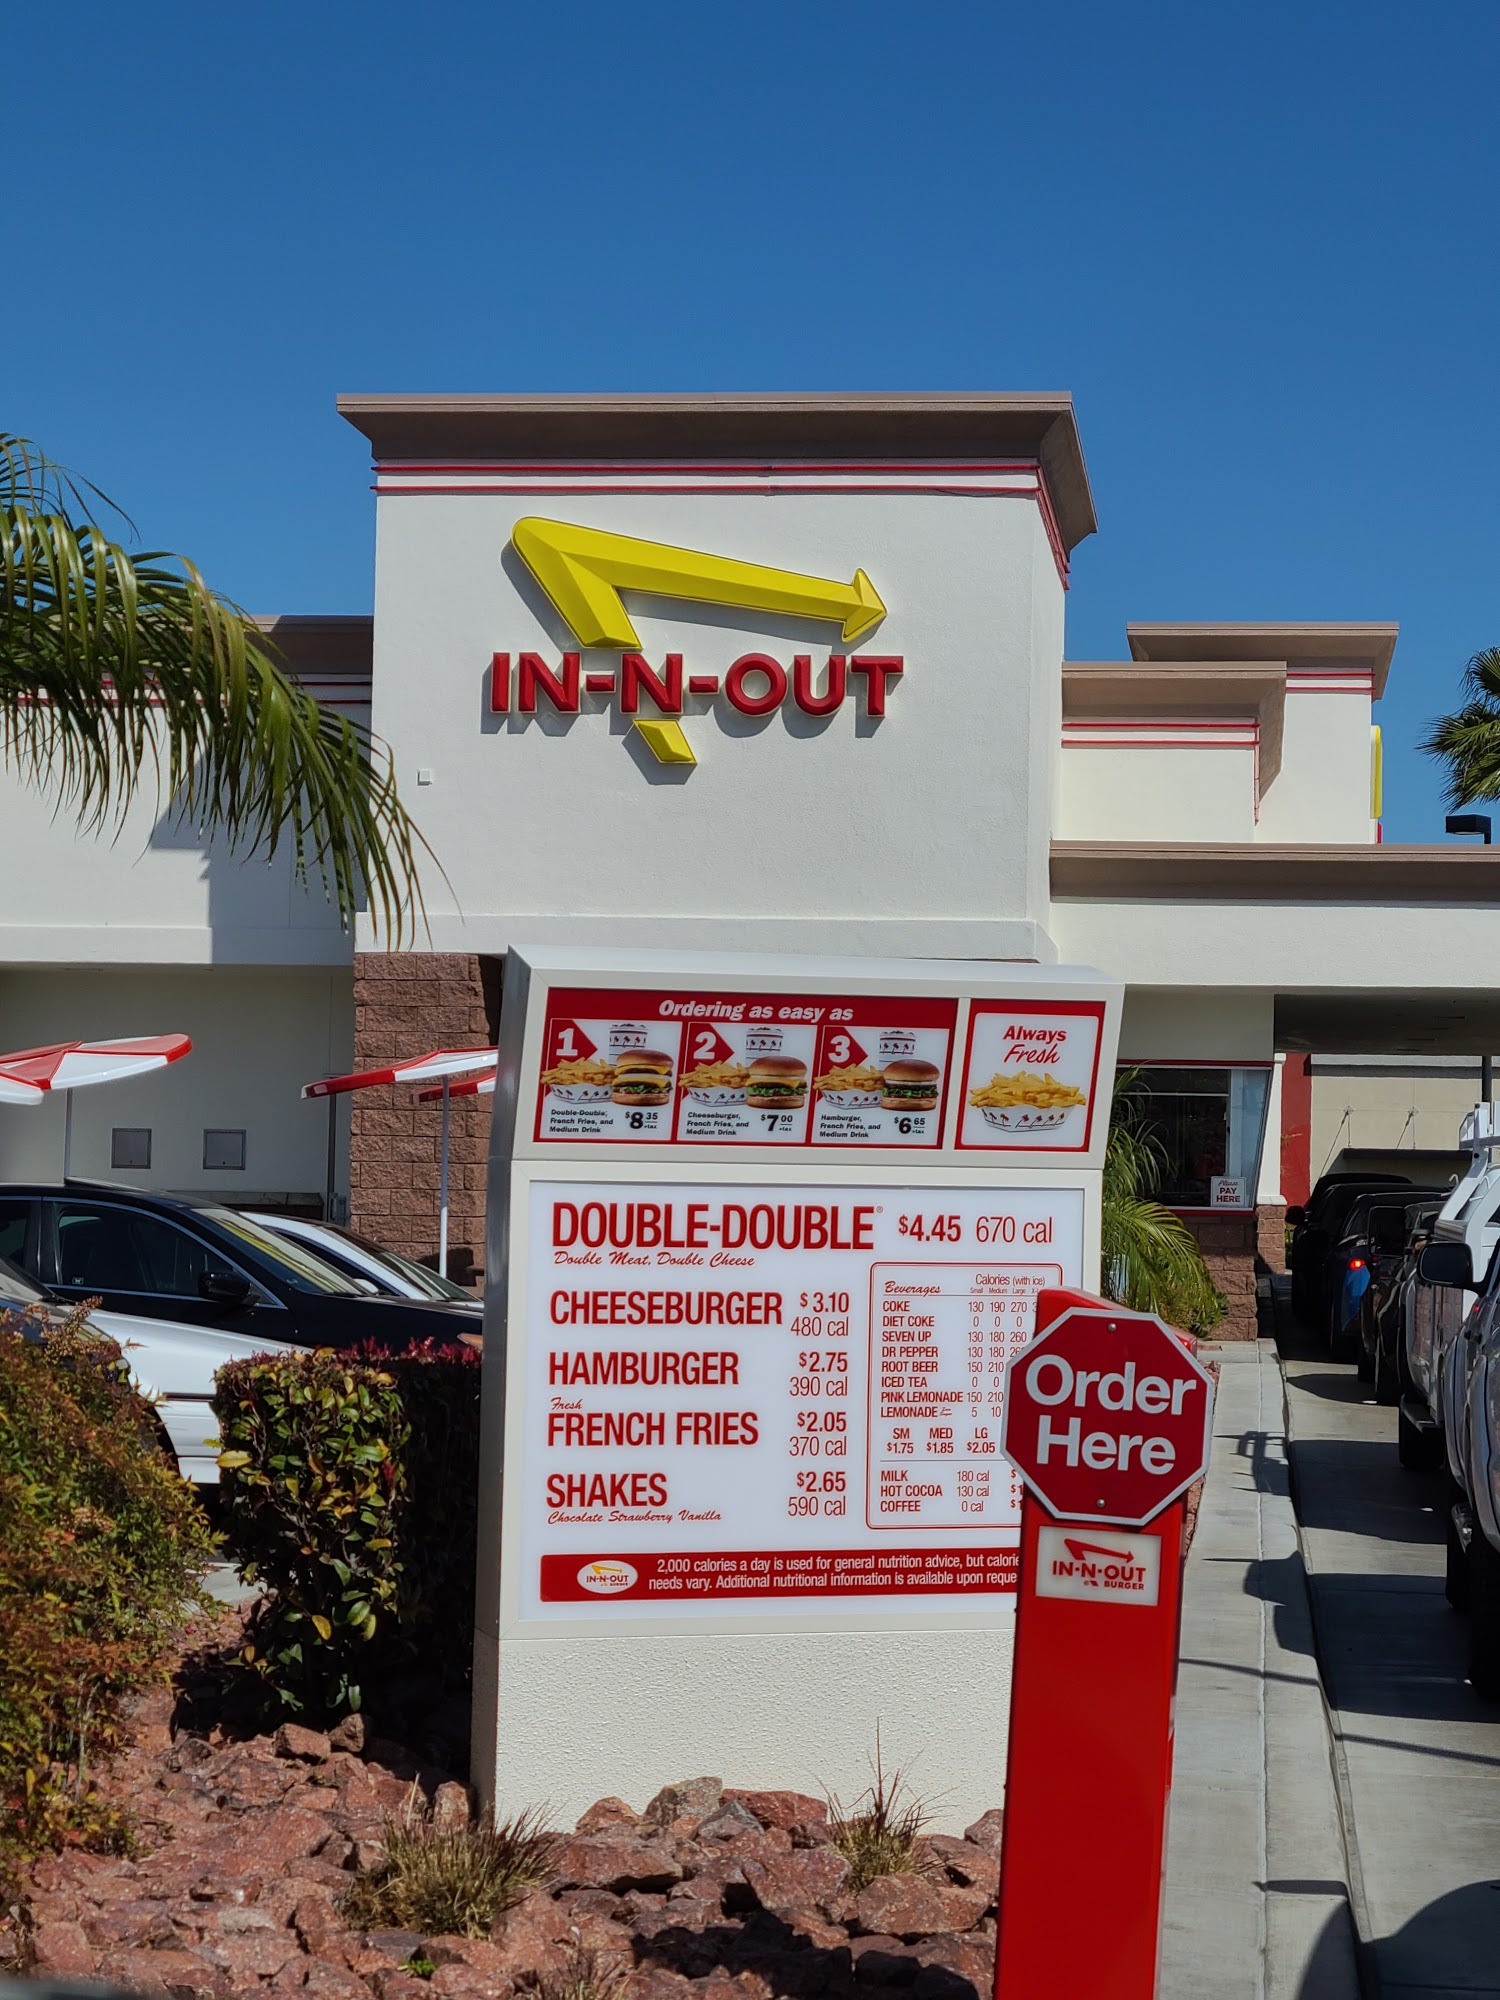 IN-N-OUT
Ordering as easy as
1
2
3
Double-Double,
French Fries, and
Medium Drink
$8 35
+tax
Cheeseburger,
French Fries, and
Medium Drink
$7 00
+tax
Hamburger,
French Fries, and
Medium Drink
$6 65
+tax
Always
Fresh
DOUBLE-DOUBLE® $4.45 670 cal
Double Meat, Double Cheese
CHEESEBURGER $3.10
480 cal
HAMBURGER $2.75
390 cal
Fresh
FRENCH FRIES $2.05
370 cal
SHAKES $2.65
590 cal
Chocolate Strawberry Vanilla
Beverages Calories (with ice)
Small Medium Large
COKE 130 190 270
DIET COKE 0 0 0
SEVEN UP 130 180 260
DR PEPPER 130 180
ROOT BEER 150 210
ICED TEA 0 0
PINK LEMONADE 150 210
LEMONADE 5 10
SM MED LG
$1.75 $1.85 $2.05
MILK 180 cal $
HOT COCOA 130 cal $1
COFFEE 0 cal $1
IN-N-OUT
BURGER
2,000 calories a day is used for general nutrition advice, but calorie
needs vary. Additional nutritional information is available upon reque
Order
Here
IN-N-OUT
BURGER
Please
PAY
HERE